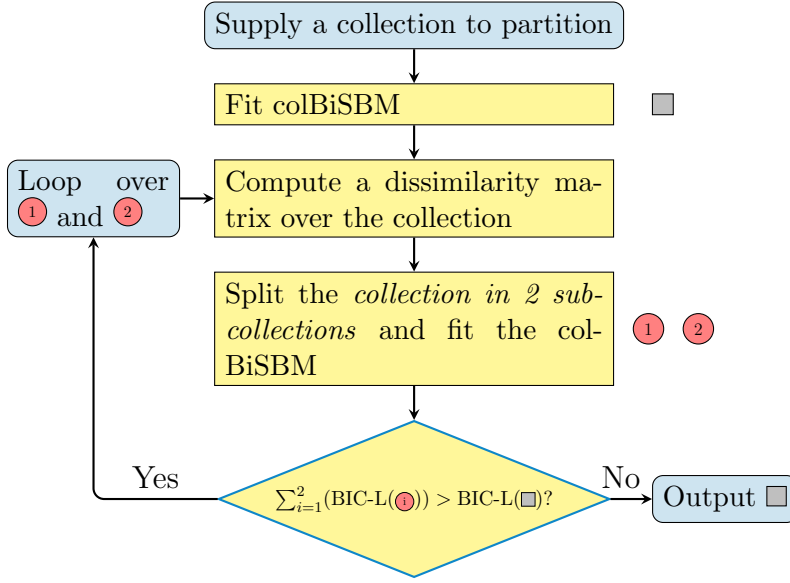 Supply a collection to partition
Fit colBiSBM
Loop over
1 and 2
Compute a dissimilarity ma-
trix over the collection
Split the collection in 2 sub-
collections and fit the col-
BiSBM
1 2
Yes
∑²ᵢ₌₁(BIC-L(i)) > BIC-L(■)?
No
Output ■